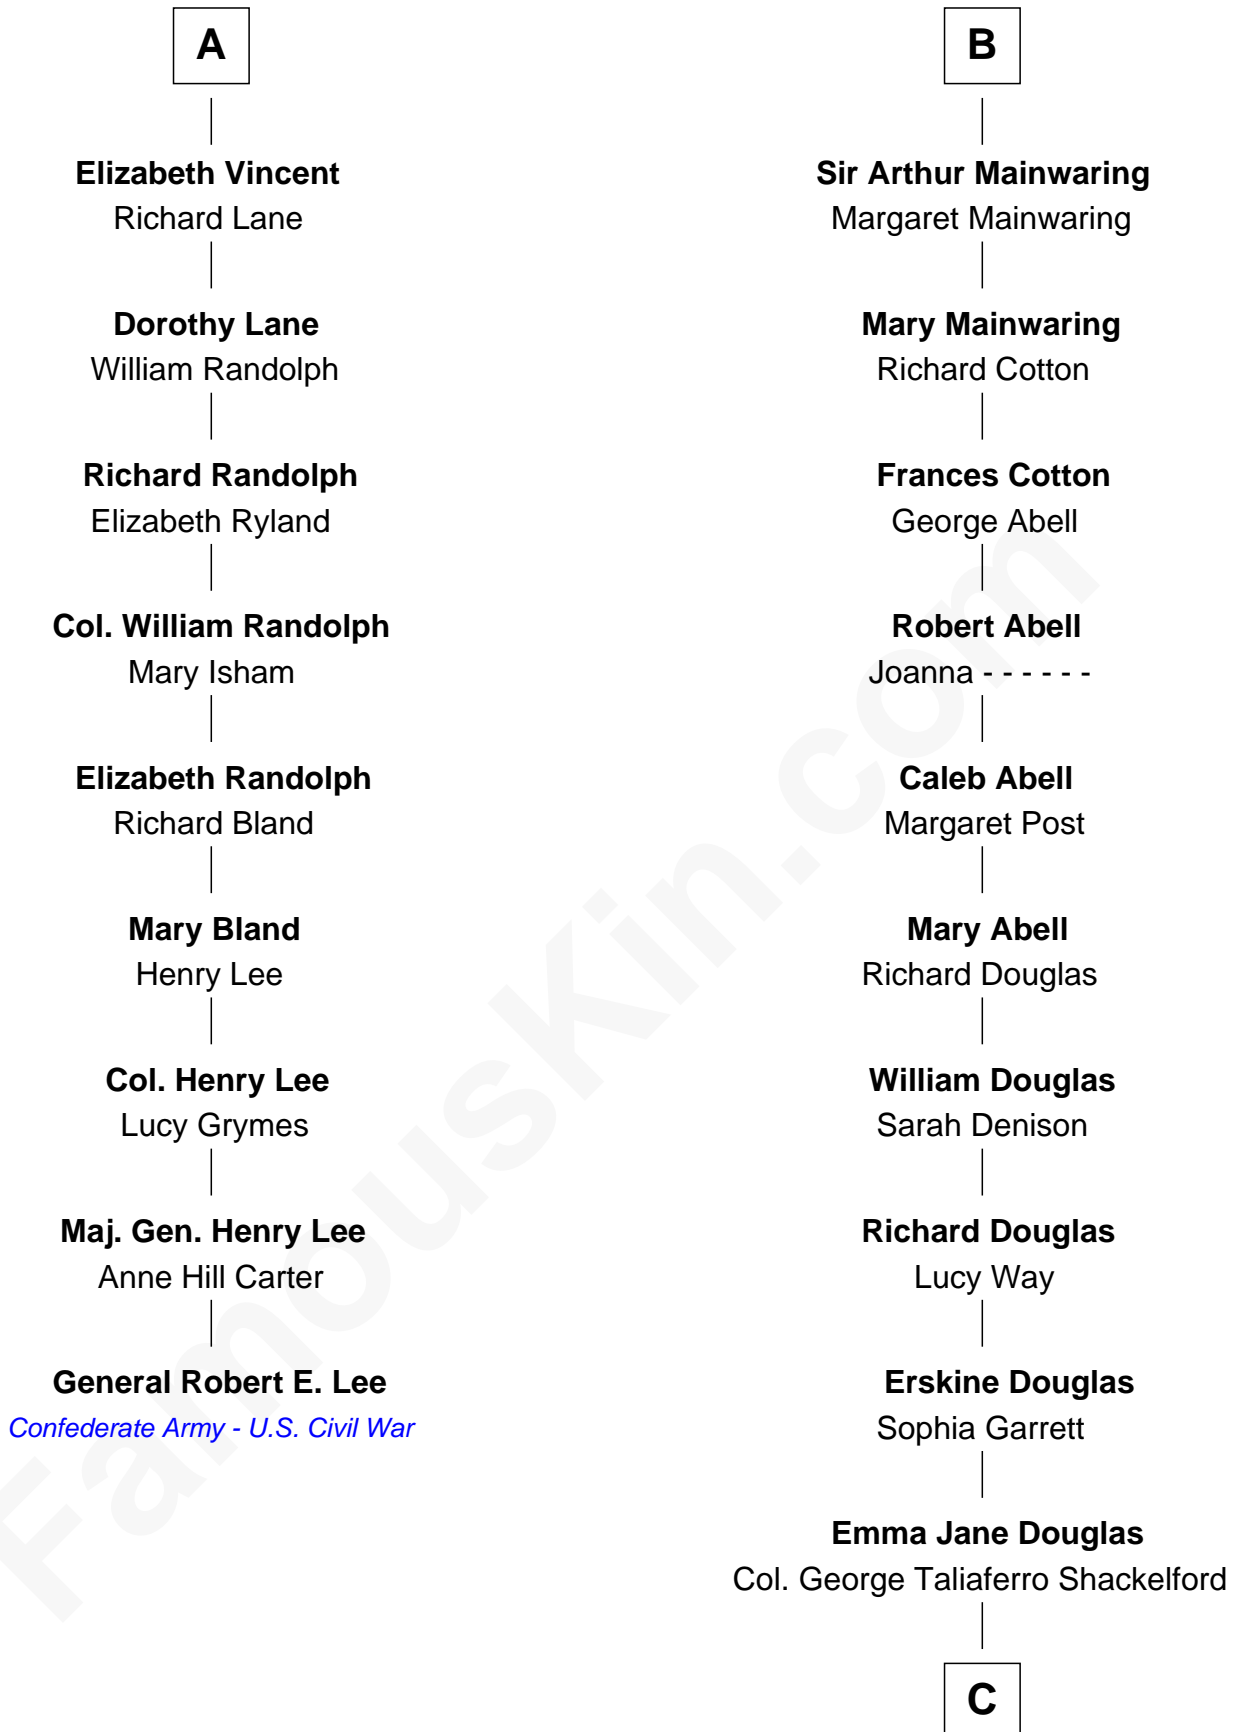 A
Elizabeth Vincent
Richard Lane
Dorothy Lane
William Randolph
Richard Randolph
Elizabeth Ryland
Col. William Randolph
Mary Isham
Elizabeth Randolph
Richard Bland
Mary Bland
Henry Lee
Col. Henry Lee
Lucy Grymes
Maj. Gen. Henry Lee
Anne Hill Carter
General Robert E. Lee
Confederate Army - U.S. Civil War
B
Sir Arthur Mainwaring
Margaret Mainwaring
Mary Mainwaring
Richard Cotton
Frances Cotton
George Abell
Robert Abell
Joanna - - - - - -
Caleb Abell
Margaret Post
Mary Abell
Richard Douglas
William Douglas
Sarah Denison
Richard Douglas
Lucy Way
Erskine Douglas
Sophia Garrett
Emma Jane Douglas
Col. George Taliaferro Shackelford
C
FamousKin.com